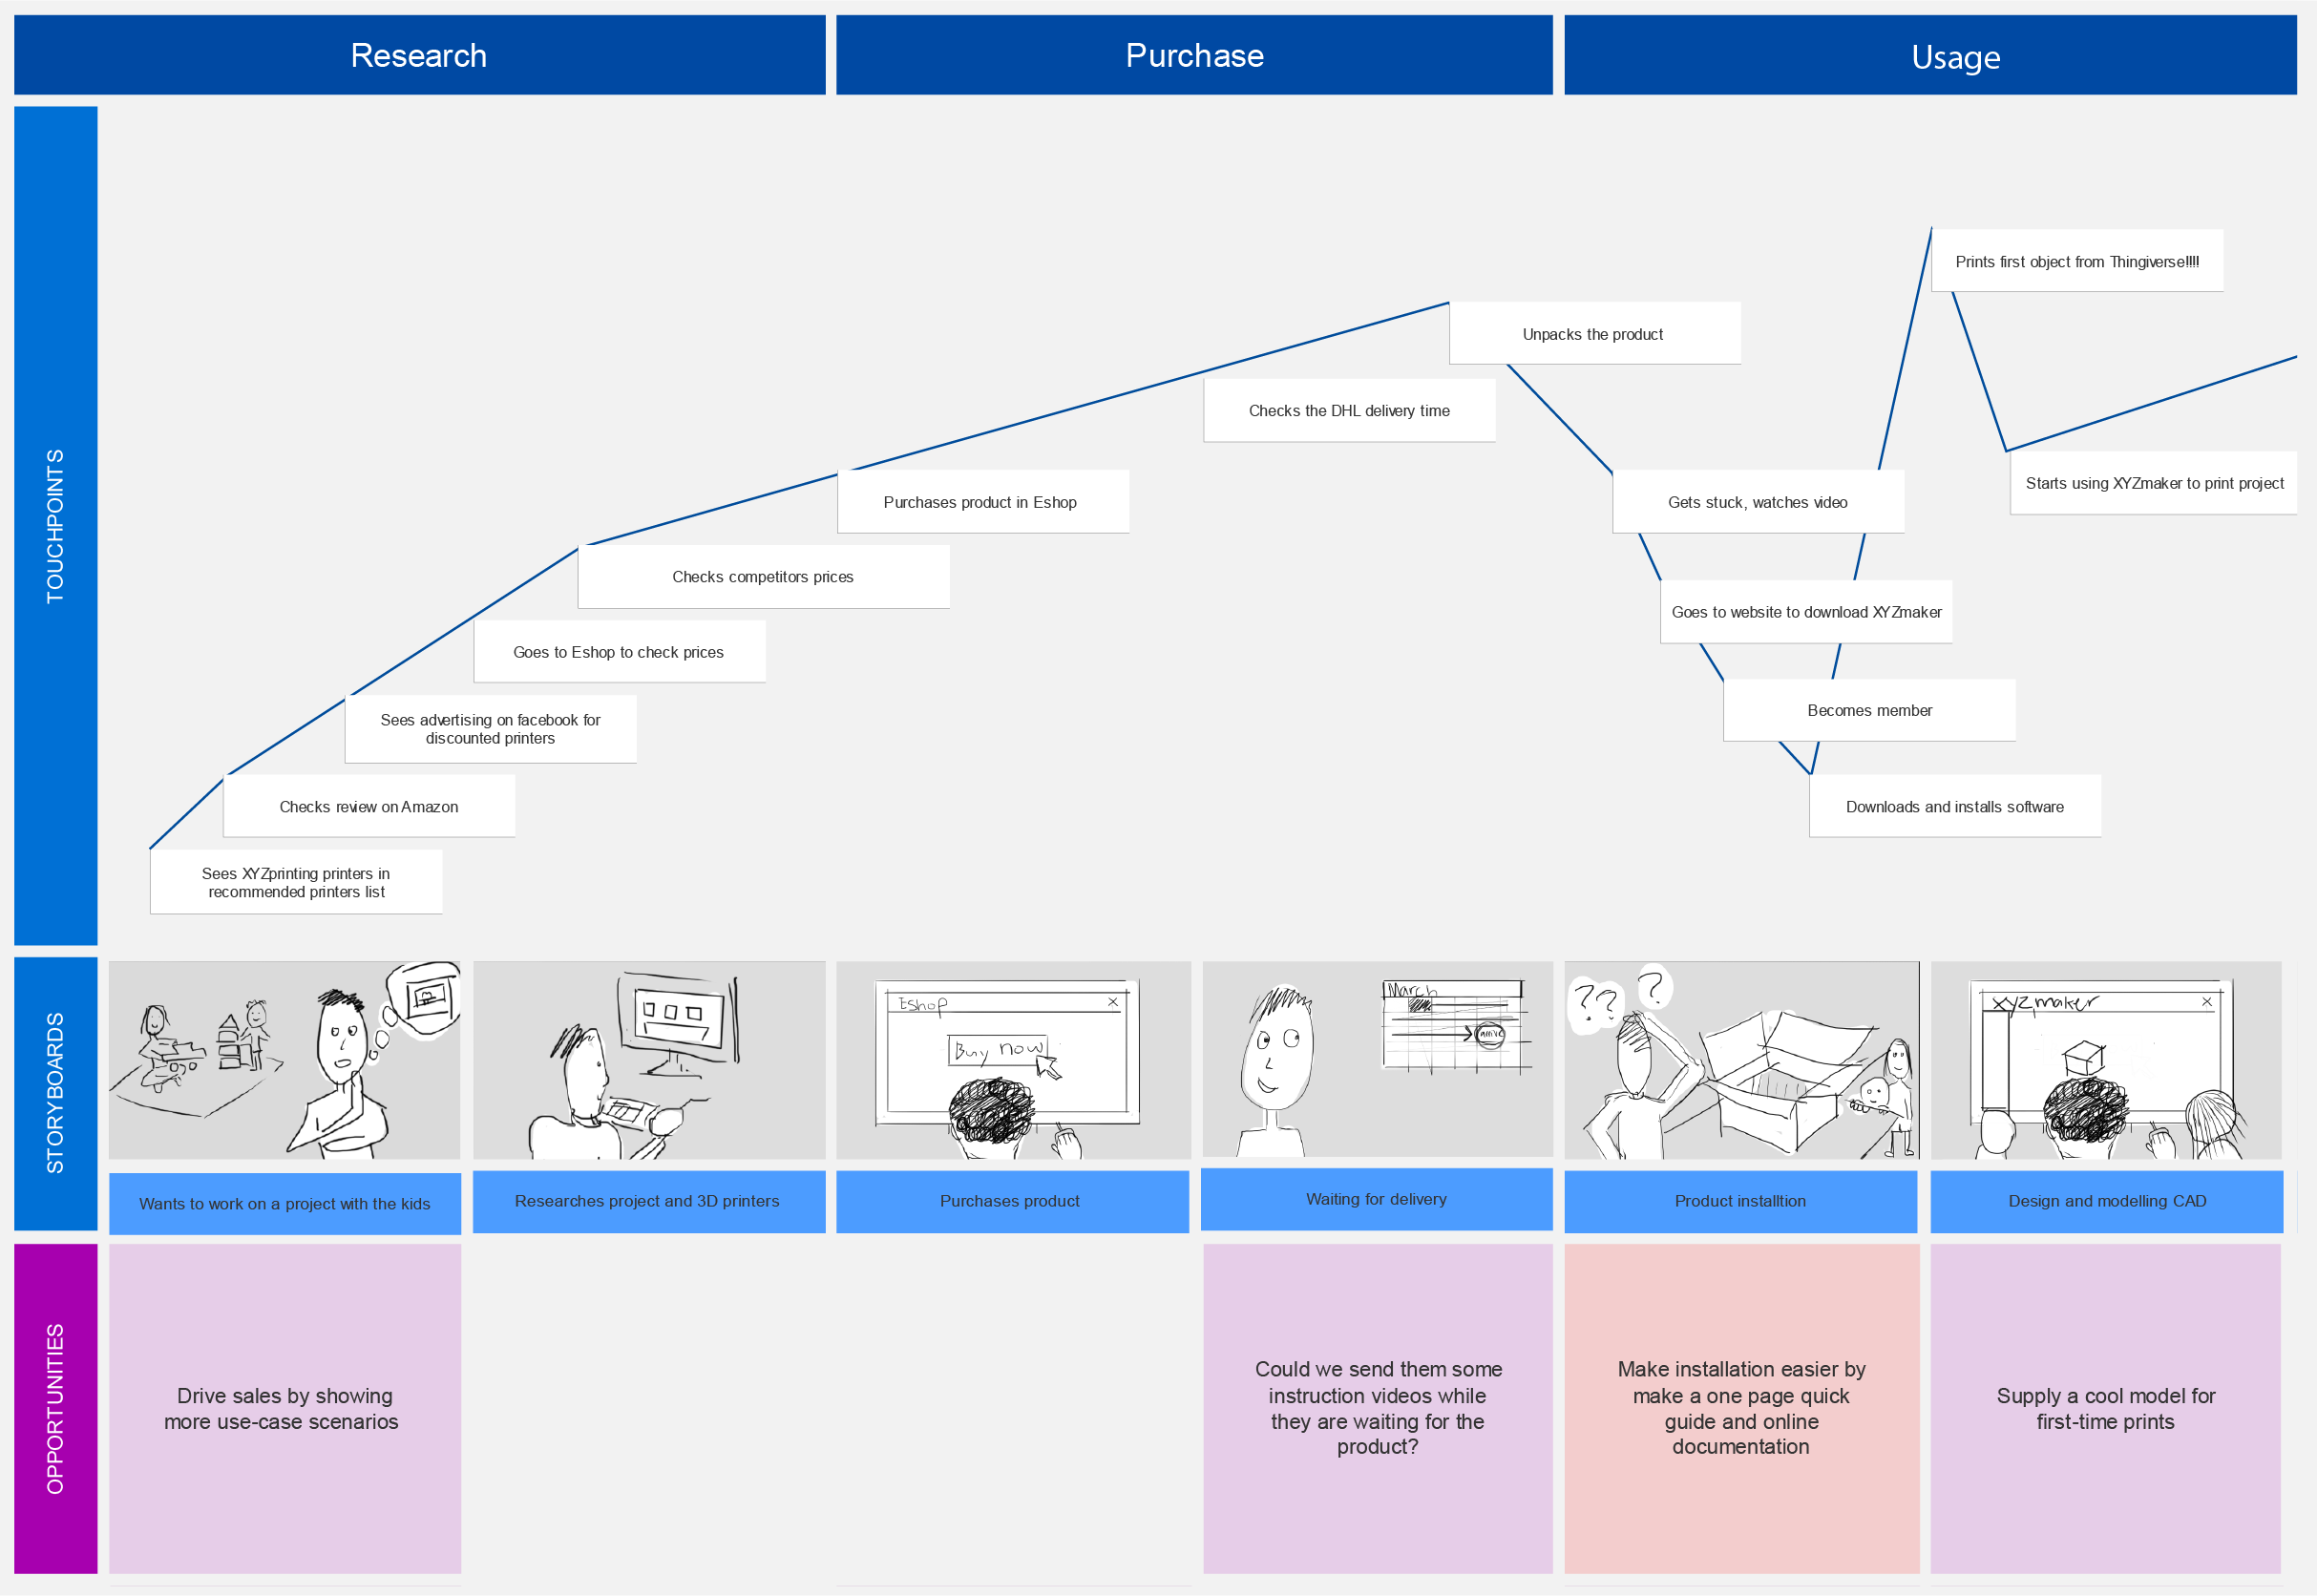 Research
Purchase
Usage
TOUCHPOINTS
Prints first object from Thingiverse!!!!
Unpacks the product
Checks the DHL delivery time
Starts using XYZmaker to print project
Purchases product in Eshop
Gets stuck, watches video
Checks competitors prices
Goes to website to download XYZmaker
Goes to Eshop to check prices
Becomes member
Sees advertising on facebook for
discounted printers
Checks review on Amazon
Downloads and installs software
Sees XYZprinting printers in
recommended printers list
STORYBOARDS
Eshop
X
Buy now
March
? ?
?
xyzmaker
X
Wants to work on a project with the kids
Researches project and 3D printers
Purchases product
Waiting for delivery
Product installtion
Design and modelling CAD
OPPORTUNITIES
Drive sales by showing
more use-case scenarios
Could we send them some
instruction videos while
they are waiting for the
product?
Make installation easier by
make a one page quick
guide and online
documentation
Supply a cool model for
first-time prints